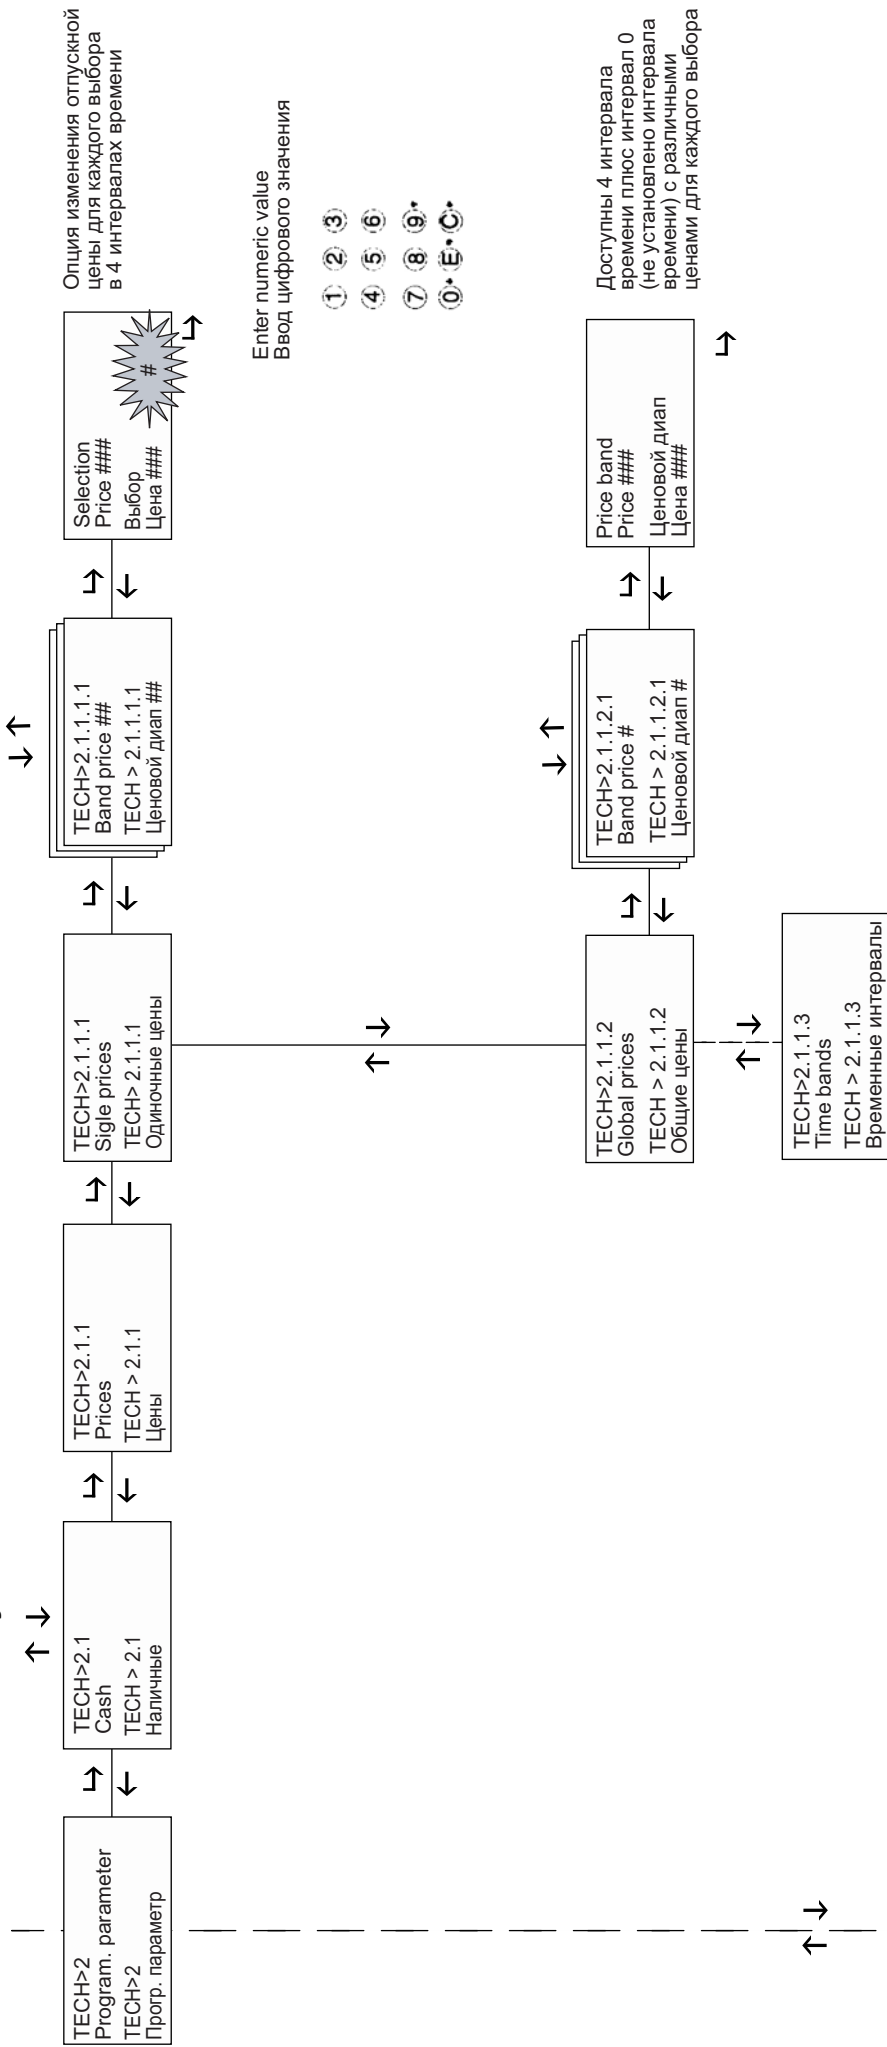 TECH>2
Program. parameter
TECH>2
Прогр. параметр
TECH>2.1
Cash
TECH > 2.1
Наличные
TECH>2.1.1
Prices
TECH > 2.1.1
Цены
TECH>2.1.1.1
Sigle prices
TECH> 2.1.1.1
Одиночные цены
TECH>2.1.1.1.1
Band price ##
TECH > 2.1.1.1.1
Ценовой диап ##
Selection
Price ###
Выбор
Цена ###
#
Опция изменения отпускной
цены для каждого выбора
в 4 интервалах времени
Enter numeric value
Ввод цифрового значения
1 2 3
4 5 6
7 8 9
0 E C
TECH>2.1.1.2
Global prices
TECH > 2.1.1.2
Общие цены
TECH>2.1.1.2.1
Band price #
TECH > 2.1.1.2.1
Ценовой диап #
Price band
Price ###
Ценовой диап
Цена ###
Доступны 4 интервала
времени плюс интервал 0
(не установлено интервала
времени) с различными
ценами для каждого выбора
TECH>2.1.1.3
Time bands
TECH > 2.1.1.3
Временные интервалы